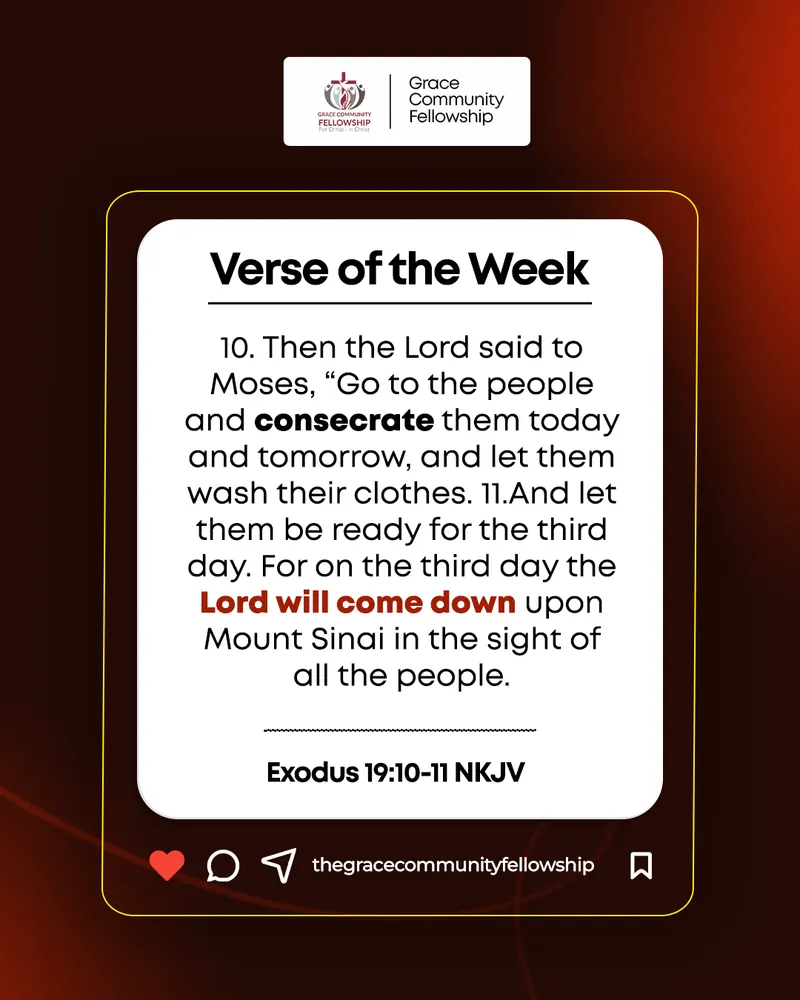 GRACE COMMUNITY
FELLOWSHIP
For Christ | in Christ
Grace
Community
Fellowship
Verse of the Week
10. Then the Lord said to
Moses, “Go to the people
and consecrate them today
and tomorrow, and let them
wash their clothes. 11.And let
them be ready for the third
day. For on the third day the
Lord will come down upon
Mount Sinai in the sight of
all the people.
Exodus 19:10-11 NKJV
thegracecommunityfellowship